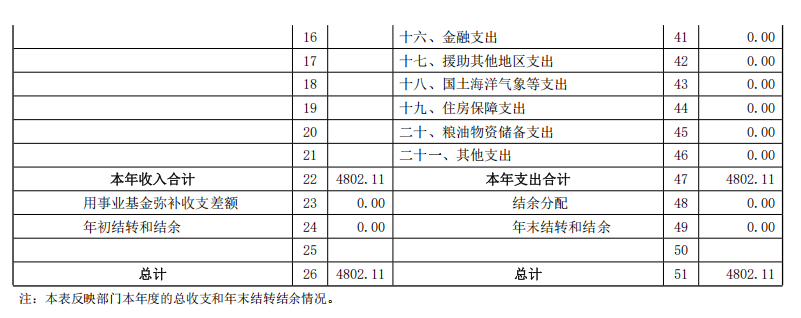 16 十六、金融支出 41 0.00
17 十七、援助其他地区支出 42 0.00
18 十八、国土海洋气象等支出 43 0.00
19 十九、住房保障支出 44 0.00
20 二十、粮油物资储备支出 45 0.00
21 二十一、其他支出 46 0.00
本年收入合计 22 4802.11 本年支出合计 47 4802.11
用事业基金弥补收支差额 23 0.00 结余分配 48 0.00
年初结转和结余 24 0.00 年末结转和结余 49 0.00
25 50
总计 26 4802.11 总计 51 4802.11
注：本表反映部门本年度的总收支和年末结转结余情况。